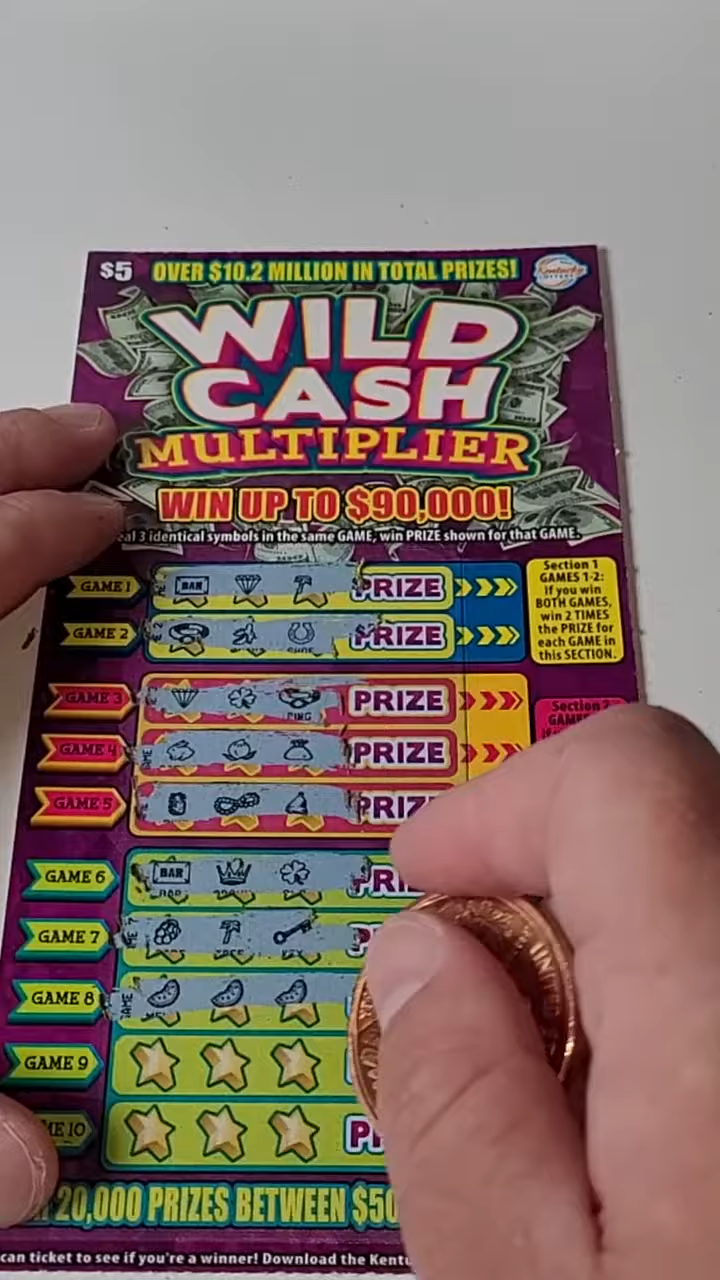 $5 OVER $10.2 MILLION IN TOTAL PRIZES!
Kentucky
LOTTERY
WILD
CASH
MULTIPLIER
WIN UP TO $90,000!
3 identical symbols in the same GAME, win PRIZE shown for that GAME.
GAME 1 BAR PRIZE
GAME 2 PRIZE
Section 1
GAMES 1-2:
If you win
BOTH GAMES,
win 2 TIMES
the PRIZE for
each GAME in
this SECTION.
GAME 3 RING PRIZE
Section 2
GAME 4 PRIZE
GAME 5
GAME 6 BAR
GAME 7
GAME 8
GAME 9
20,000 PRIZES BETWEEN
can ticket to see if you're a winner! Download the